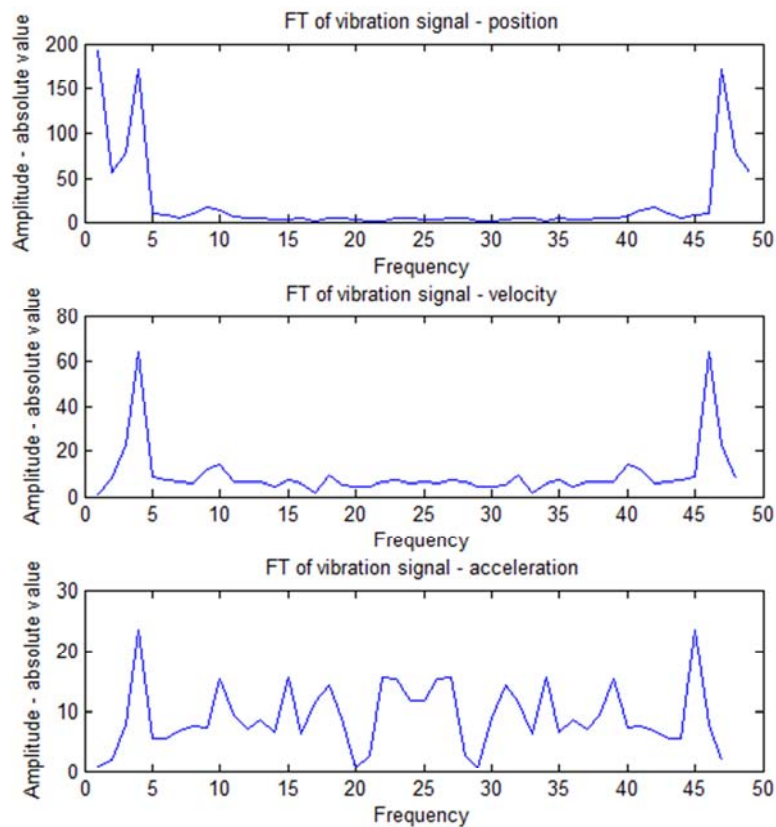 FT of vibration signal - position
Amplitude - absolute value
200
150
100
50
0
0 5 10 15 20 25 30 35 40 45 50
Frequency
FT of vibration signal - velocity
Amplitude - absolute value
80
60
40
20
0
0 5 10 15 20 25 30 35 40 45 50
Frequency
FT of vibration signal - acceleration
Amplitude - absolute value
30
20
10
0
0 5 10 15 20 25 30 35 40 45 50
Frequency